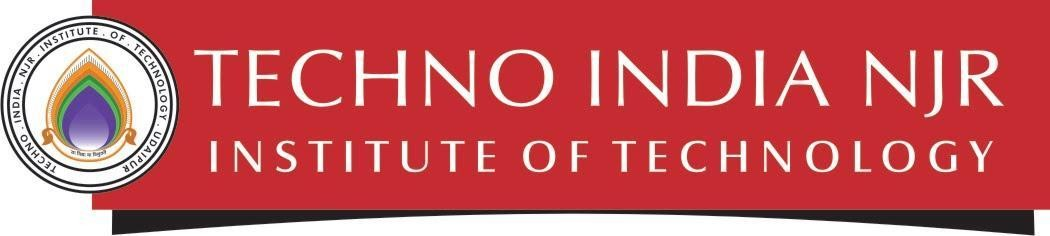 TECHNO INDIA NJR INSTITUTE OF TECHNOLOGY UDAIPUR
TECHNO INDIA NJR
INSTITUTE OF TECHNOLOGY